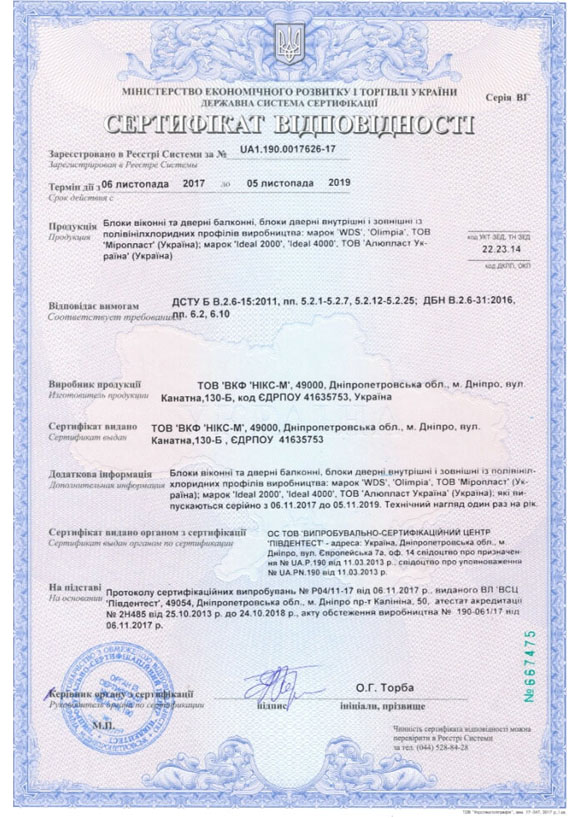 МІНІСТЕРСТВО ЕКОНОМІЧНОГО РОЗВИТКУ І ТОРГІВЛІ УКРАЇНИ
ДЕРЖАВНА СИСТЕМА СЕРТИФІКАЦІЇ
Серія ВГ
СЕРТИФІКАТ ВІДПОВІДНОСТІ
Зареєстровано в Реєстрі Системи за № UA1.190.0017626-17
Зарегистрирован в Реестре Системы
Термін дії з 06 листопада 2017 до 05 листопада 2019
Срок действия с
Продукція Блоки віконні та дверні балконні, блоки дверні внутрішні і зовнішні із
Продукция полівінілхлоридних профілів виробництва: марок 'WDS', 'Olimpia', ТОВ
'Міропласт' (Україна); марок 'Ideal 2000', 'Ideal 4000', ТОВ 'Алюпласт Ук-
раїна' (Україна)
код УКТ ЗЕД, ТН ЗЕД
22.23.14
код ДКПП, ОКП
Відповідає вимогам ДСТУ Б В.2.6-15:2011, пп. 5.2.1-5.2.7, 5.2.12-5.2.25; ДБН В.2.6-31:2016,
Соответствует требованиям пп. 6.2, 6.10
Виробник продукції ТОВ 'ВКФ 'НІКС-М', 49000, Дніпропетровська обл., м. Дніпро, вул.
Изготовитель продукции Канатна,130-Б, код ЄДРПОУ 41635753, Україна
Сертифікат видано ТОВ 'ВКФ 'НІКС-М', 49000, Дніпропетровська обл., м. Дніпро, вул.
Сертификат выдан Канатна,130-Б , ЄДРПОУ 41635753
Додаткова інформація Блоки віконні та дверні балконні, блоки дверні внутрішні і зовнішні із полівініл-
Дополнительная информация хлоридних профілів виробництва: марок 'WDS', 'Olimpia', ТОВ 'Міропласт' (Ук-
раїна); марок 'Ideal 2000', 'Ideal 4000', ТОВ 'Алюпласт Україна' (Україна); які ви-
пускаються серійно з 06.11.2017 до 05.11.2019. Технічний нагляд один раз на рік.
Сертифікат видано органом з сертифікації ОС ТОВ 'ВИПРОБУВАЛЬНО-СЕРТИФІКАЦІЙНИЙ ЦЕНТР
Сертификат выдан органом по сертификации 'ПІВДЕНТЕСТ' - адреса: Україна, Дніпропетровська обл., м.
Дніпро, вул. Європейська 7а, оф. 14 свідоцтво про призначен-
ня № UA.P.190 від 11.03.2013 р., свідоцтво про уповноваження
№ UA.PN.190 від 11.03.2013 р.
На підставі Протоколу сертифікаційних випробувань № Р04/11-17 від 06.11.2017 р., виданого ВЛ 'ВСЦ
На основании 'Південтест', 49054, Дніпропетровська обл., м. Дніпро пр-т Калініна, 50, атестат акредитації
№ 2Н485 від 25.10.2013 р. до 24.10.2018 р., акту обстеження виробництва № 190-061/17 від
06.11.2017 р.
№667475
Керівник органу з сертифікації О.Г. Торба
Руководитель органа по сертификации підпис ініціали, прізвище
М.П.
Чинність сертифіката відповідності можна
перевірити в Реєстрі Системи
за тел. (044) 528-84-28